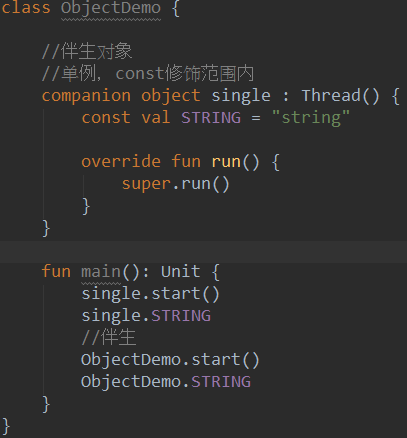 class ObjectDemo {
//伴生对象
//单例，const修饰范围内
companion object single : Thread() {
const val STRING = "string"
override fun run() {
super.run()
}
}
fun main(): Unit {
single.start()
single.STRING
//伴生
ObjectDemo.start()
ObjectDemo.STRING
}
}